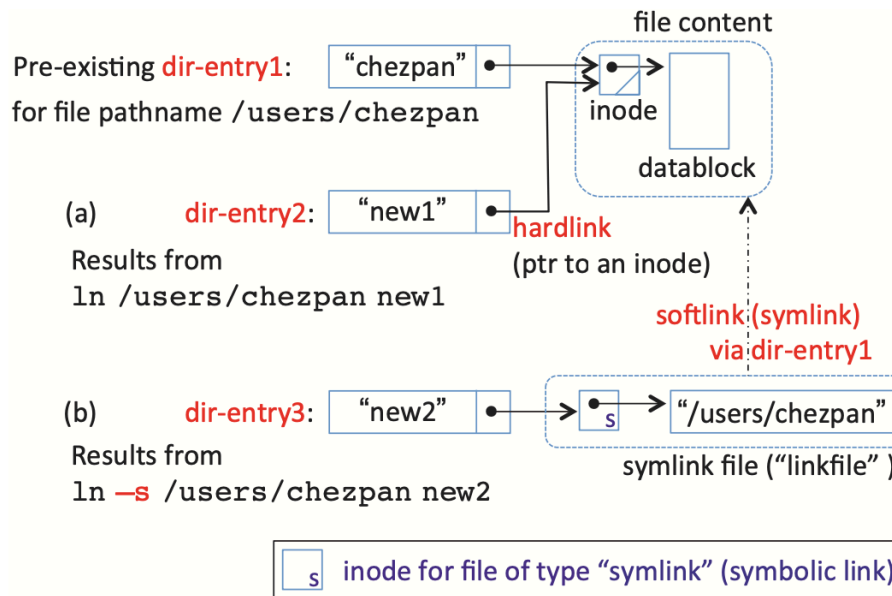 file content
Pre-existing dir-entry1: “chezpan”
for file pathname /users/chezpan
inode
datablock
(a) dir-entry2: “new1”
hardlink
(ptr to an inode)
Results from
ln /users/chezpan new1
softlink (symlink)
via dir-entry1
(b) dir-entry3: “new2” s “/users/chezpan”
Results from
ln –s /users/chezpan new2
symlink file (“linkfile” )
s inode for file of type “symlink” (symbolic link)